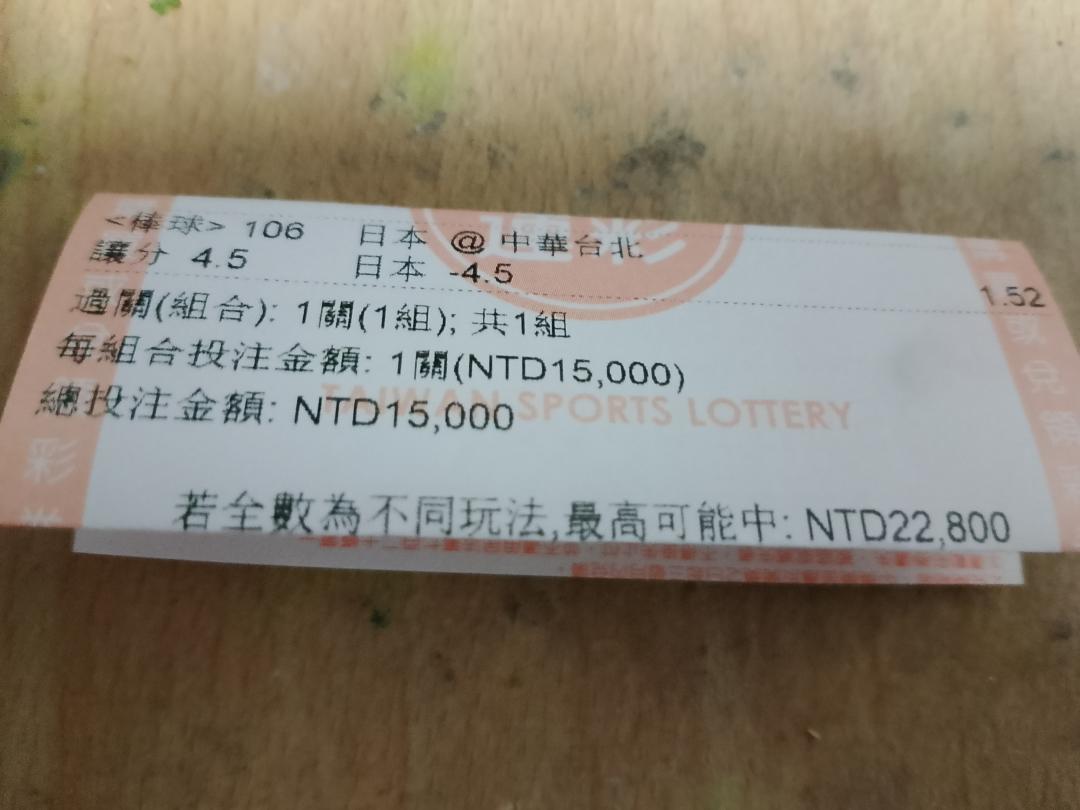 <棒球> 106 日本 @ 中華台北
讓分 4.5 日本 -4.5 1.52
過關(組合): 1關(1組); 共1組
每組合投注金額: 1關(NTD15,000)
總投注金額: NTD15,000
TAIWAN SPORTS LOTTERY
若全數為不同玩法,最高可能中: NTD22,800